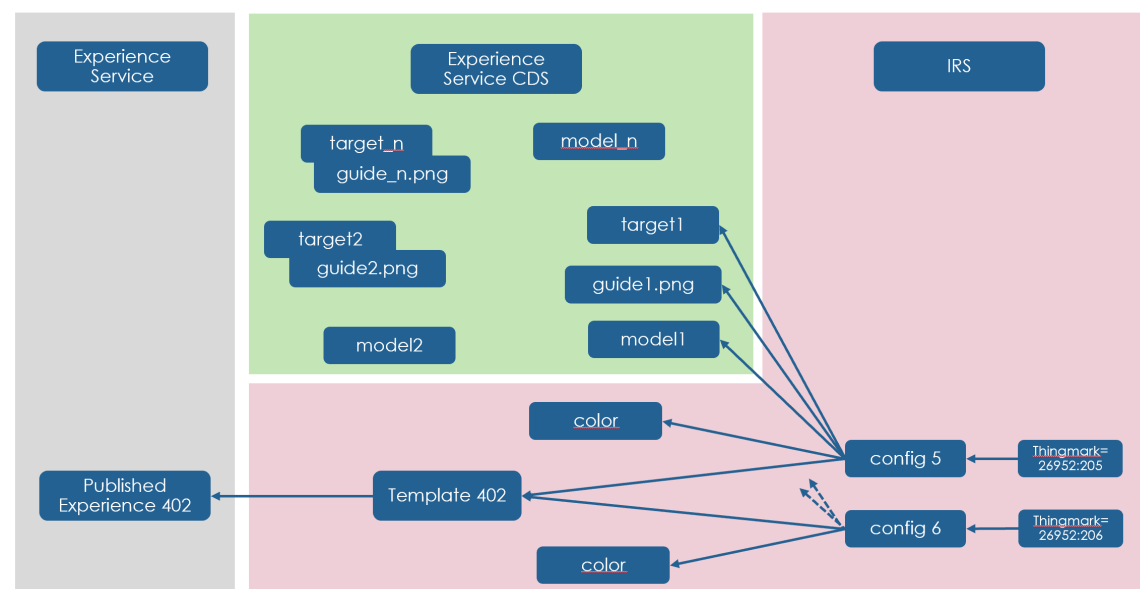 Experience
Service
Experience
Service CDS
IRS
target_n
guide_n.png
model_n
target2
guide2.png
target1
guide1.png
model2
model1
color
config 5
Thingmark=
26952:205
Published
Experience 402
Template 402
config 6
Thingmark=
26952:206
color